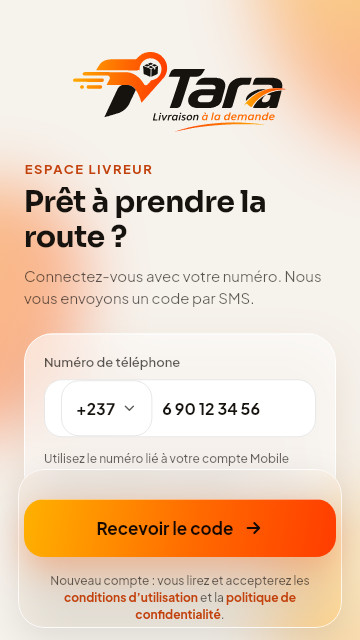 Tara
Livraison à la demande
ESPACE LIVREUR
Prêt à prendre la
route ?
Connectez-vous avec votre numéro. Nous
vous envoyons un code par SMS.
Numéro de téléphone
+237 6 90 12 34 56
Utilisez le numéro lié à votre compte Mobile
Recevoir le code →
Nouveau compte : vous lirez et accepterez les
conditions d'utilisation et la politique de
confidentialité.